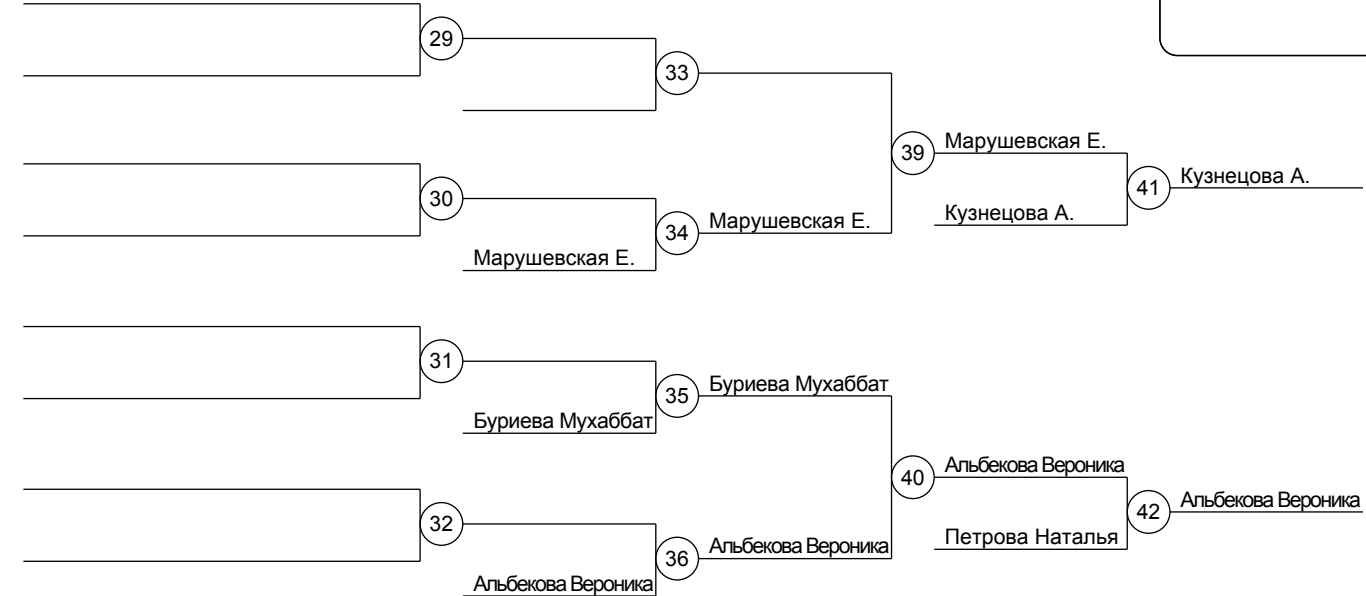 29
33
39
Марушевская Е.
41
Кузнецова А.
Кузнецова А.
30
34
Марушевская Е.
Марушевская Е.
31
35
Буриева Мухаббат
Буриева Мухаббат
40
Альбекова Вероника
42
Альбекова Вероника
Петрова Наталья
32
36
Альбекова Вероника
Альбекова Вероника